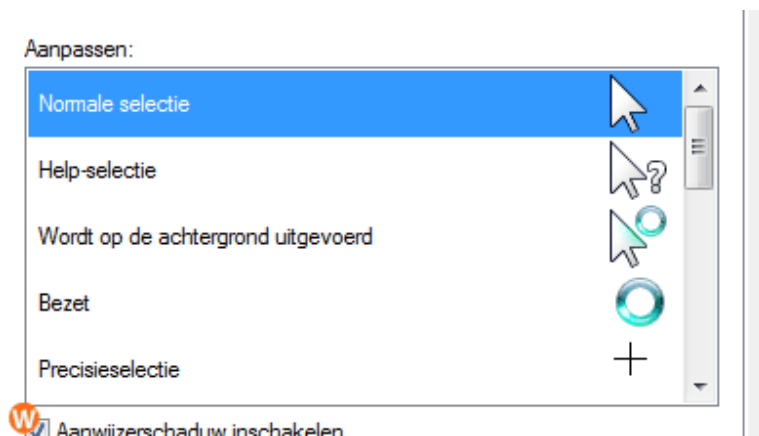 Aanpassen:
Normale selectie
Help-selectie
Wordt op de achtergrond uitgevoerd
Bezet
Precisieselectie
W
Aanwijzerschaduw inschakelen